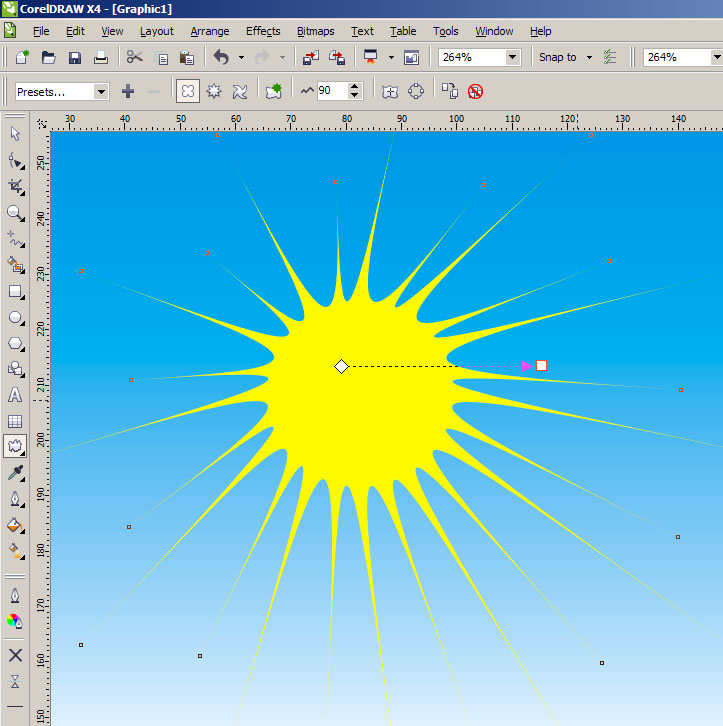 CorelDRAW X4 - [Graphic1]
File Edit View Layout Arrange Effects Bitmaps Text Table Tools Window Help
264% Snap to 264%
Presets... 90
30 40 50 60 70 80 90 100 110 120 130 140
250
240
230
220
210
200
190
180
170
160
150